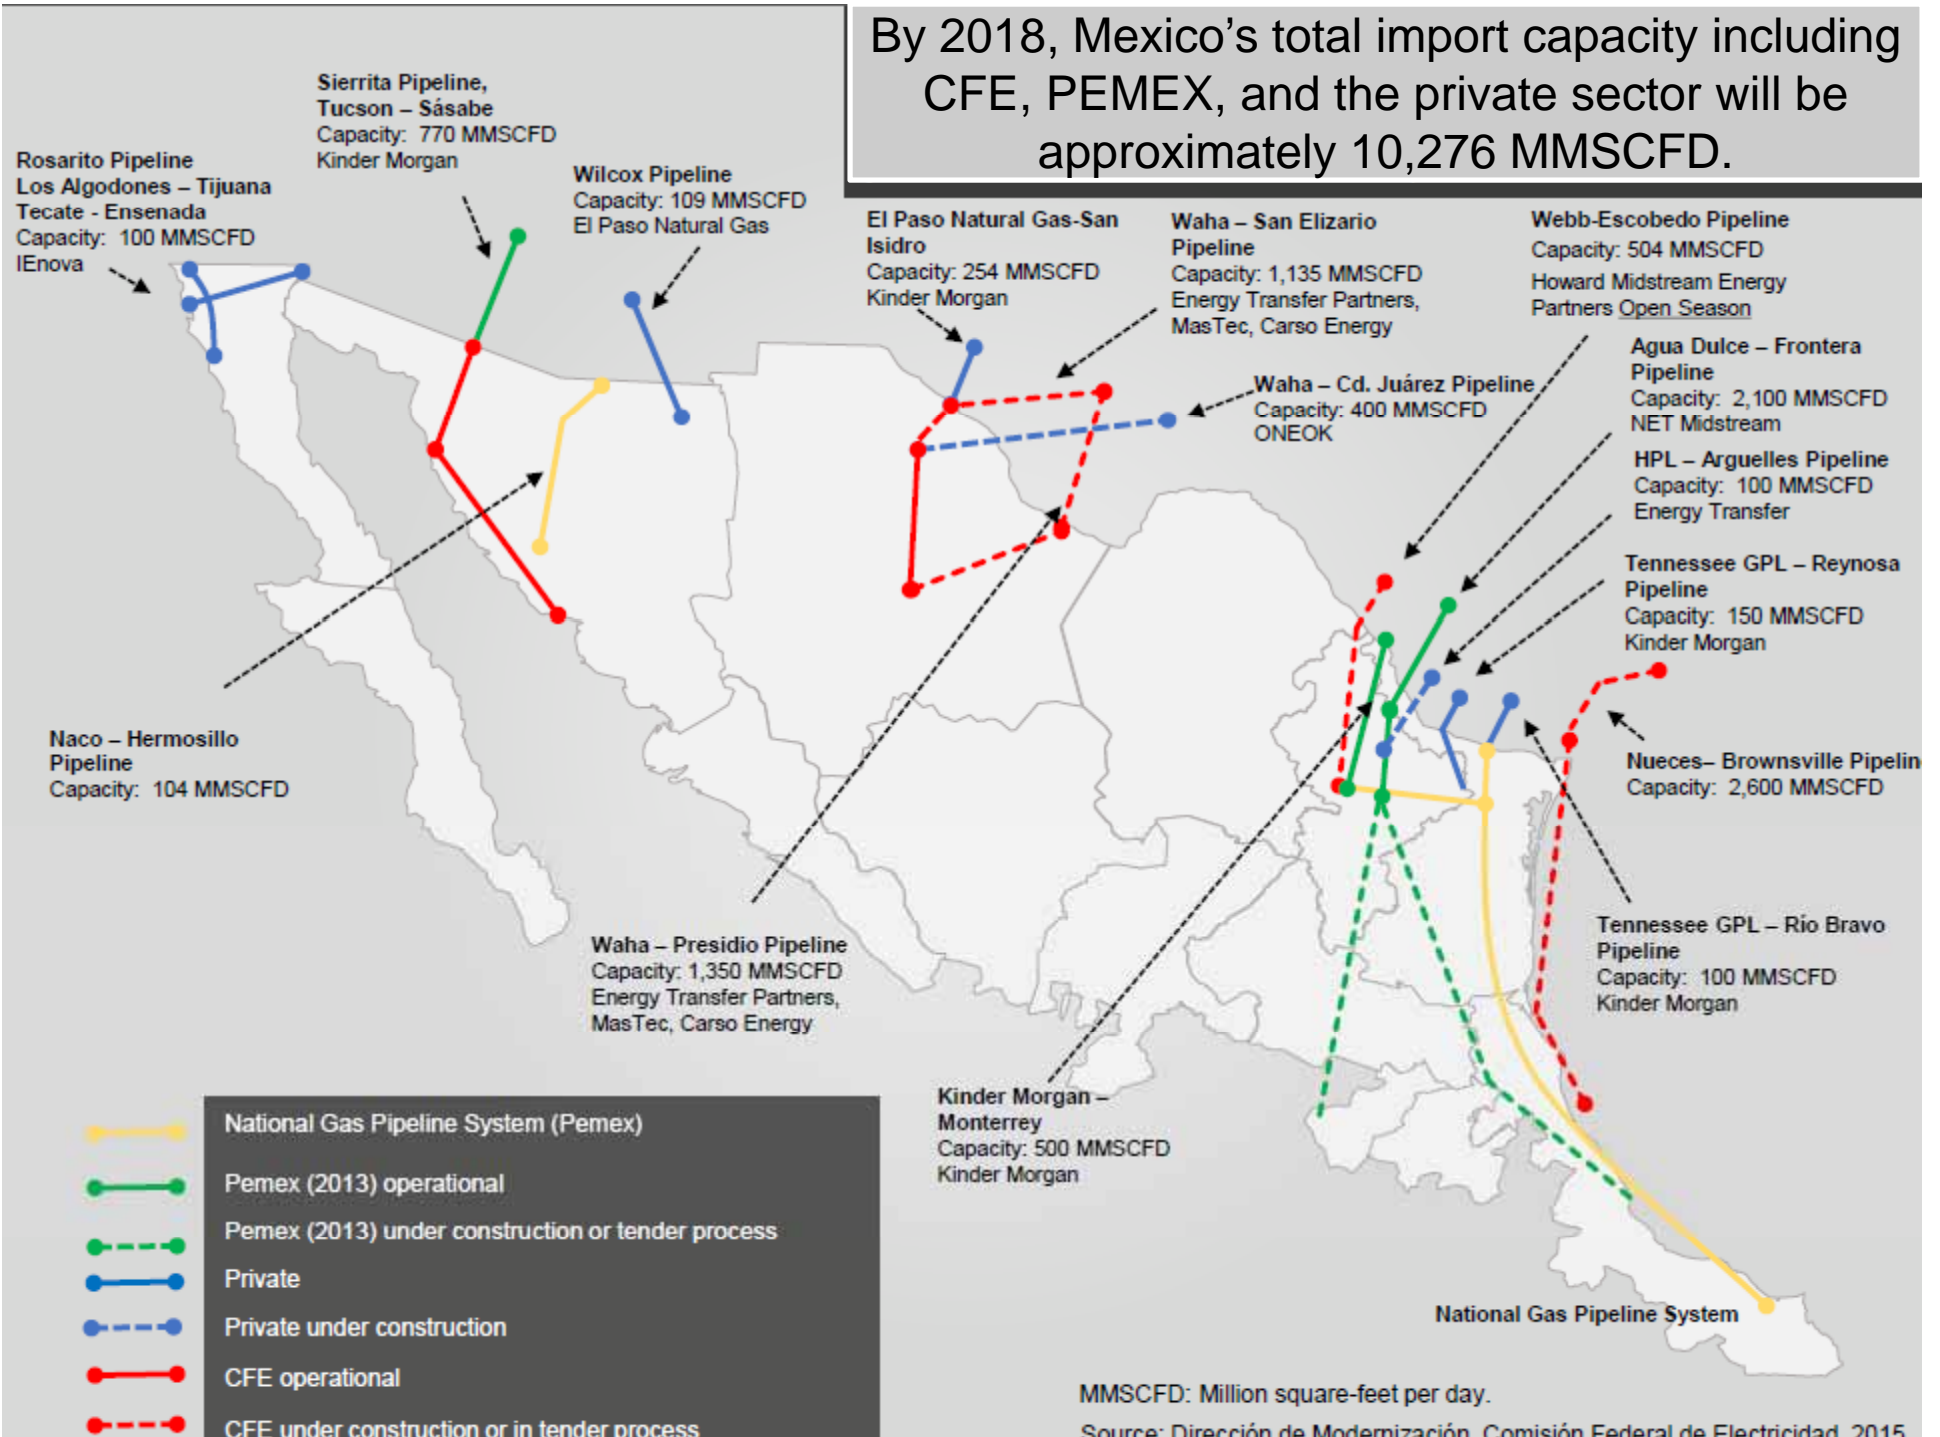 By 2018, Mexico's total import capacity including
CFE, PEMEX, and the private sector will be
approximately 10,276 MMSCFD.
Sierrita Pipeline,
Tucson – Sásabe
Capacity: 770 MMSCFD
Kinder Morgan
Rosarito Pipeline
Los Algodones – Tijuana
Tecate - Ensenada
Capacity: 100 MMSCFD
IEnova
Wilcox Pipeline
Capacity: 109 MMSCFD
El Paso Natural Gas
El Paso Natural Gas-San
Isidro
Capacity: 254 MMSCFD
Kinder Morgan
Waha – San Elizario
Pipeline
Capacity: 1,135 MMSCFD
Energy Transfer Partners,
MasTec, Carso Energy
Webb-Escobedo Pipeline
Capacity: 504 MMSCFD
Howard Midstream Energy
Partners Open Season
Waha – Cd. Juárez Pipeline
Capacity: 400 MMSCFD
ONEOK
Agua Dulce – Frontera
Pipeline
Capacity: 2,100 MMSCFD
NET Midstream
HPL – Arguelles Pipeline
Capacity: 100 MMSCFD
Energy Transfer
Tennessee GPL – Reynosa
Pipeline
Capacity: 150 MMSCFD
Kinder Morgan
Naco – Hermosillo
Pipeline
Capacity: 104 MMSCFD
Nueces– Brownsville Pipelin
Capacity: 2,600 MMSCFD
Waha – Presidio Pipeline
Capacity: 1,350 MMSCFD
Energy Transfer Partners,
MasTec, Carso Energy
Tennessee GPL – Río Bravo
Pipeline
Capacity: 100 MMSCFD
Kinder Morgan
Kinder Morgan –
Monterrey
Capacity: 500 MMSCFD
Kinder Morgan
National Gas Pipeline System (Pemex)
Pemex (2013) operational
Pemex (2013) under construction or tender process
Private
Private under construction
CFE operational
CFE under construction or in tender process
National Gas Pipeline System
MMSCFD: Million square-feet per day.
Source: Dirección de Modernización, Comisión Federal de Electricidad, 2015